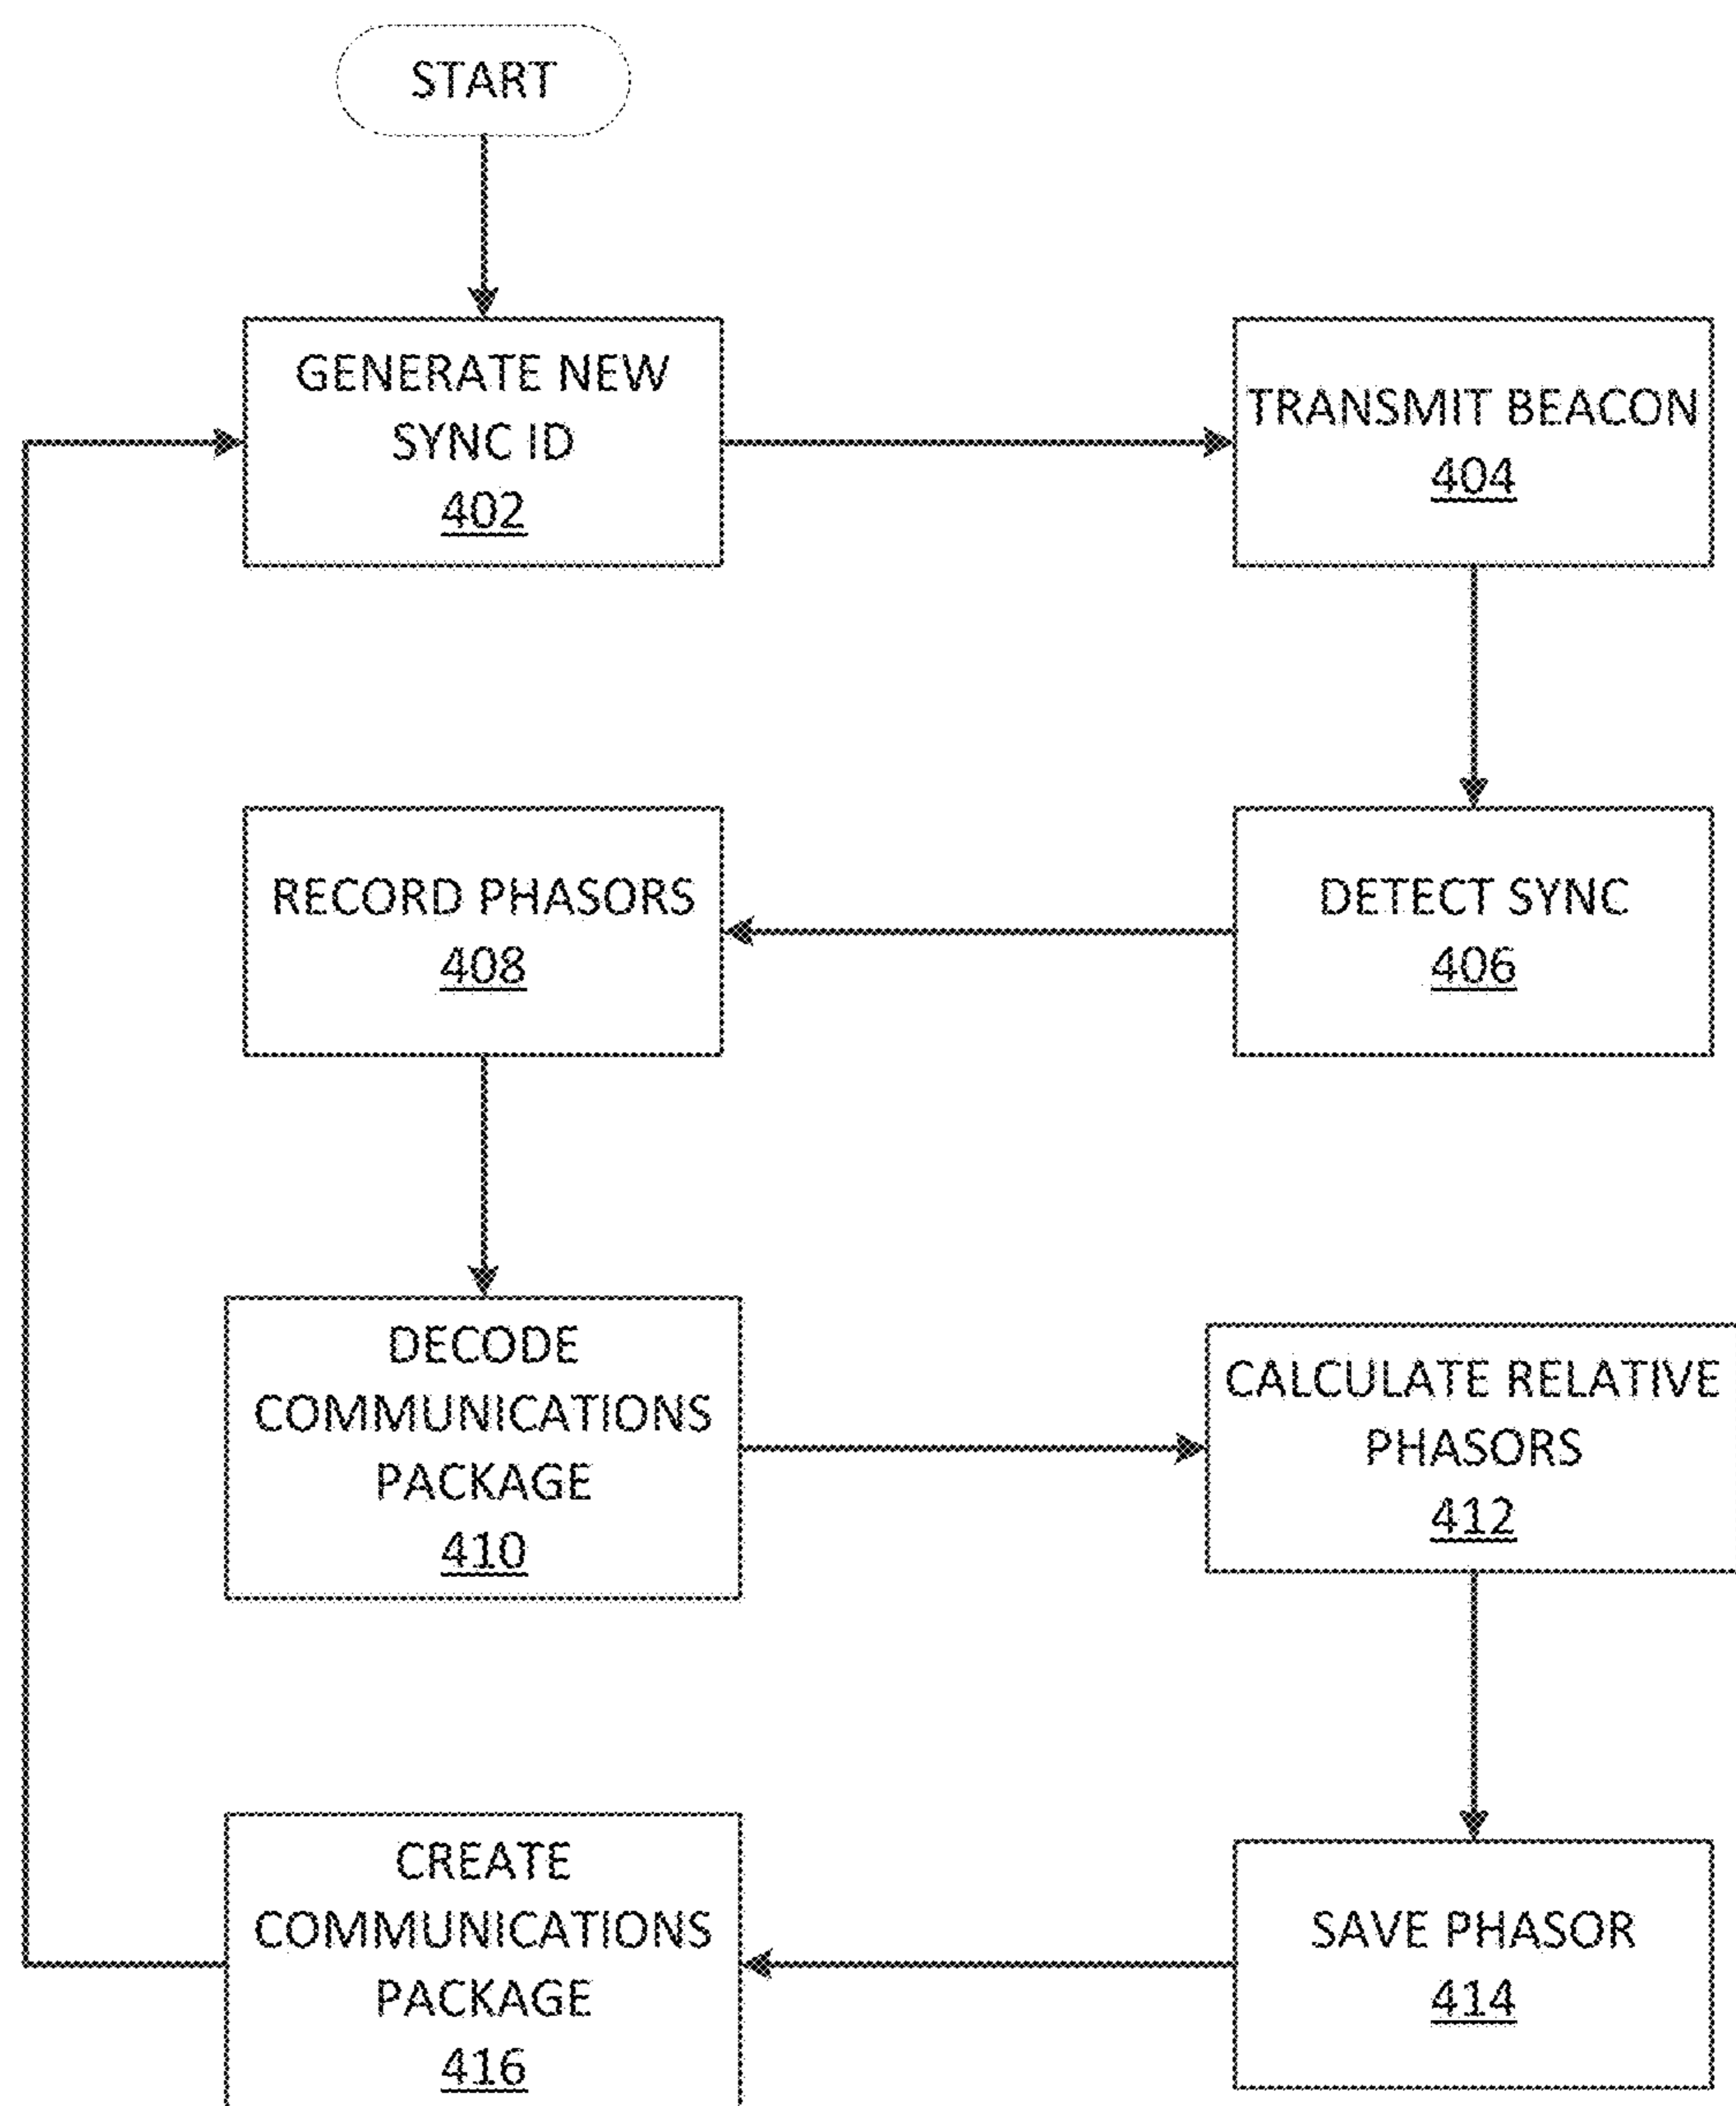 START
GENERATE NEW
SYNC ID
402
TRANSMIT BEACON
404
RECORD PHASORS
408
DETECT SYNC
406
DECODE
COMMUNICATIONS
PACKAGE
410
CALCULATE RELATIVE
PHASORS
412
CREATE
COMMUNICATIONS
PACKAGE
416
SAVE PHASOR
414